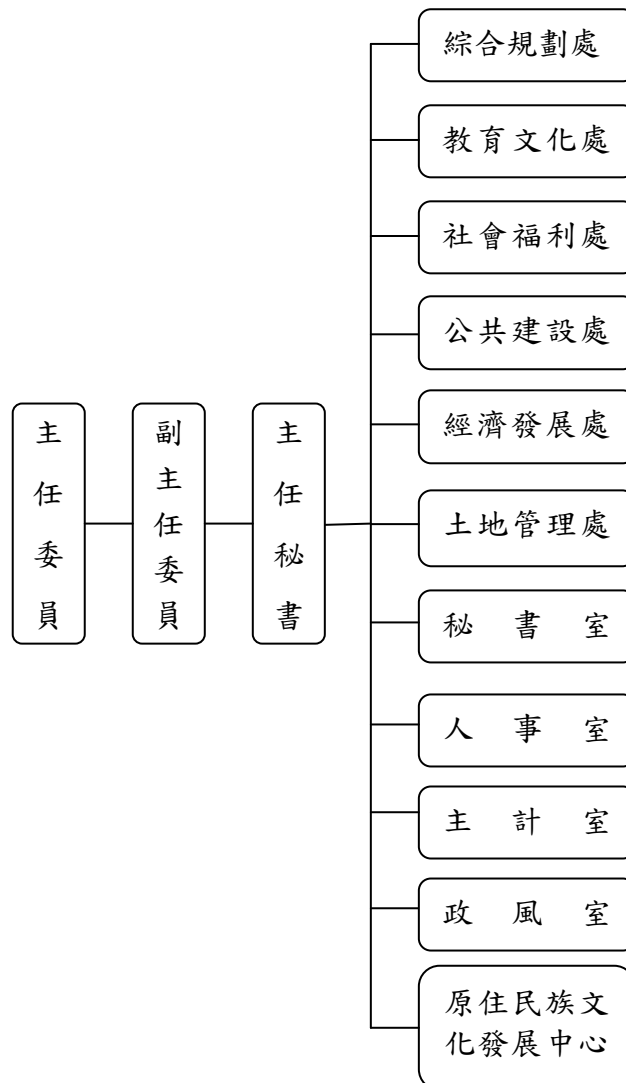 主任委員
副主任委員
主任秘書
綜合規劃處
教育文化處
社會福利處
公共建設處
經濟發展處
土地管理處
秘書室
人事室
主計室
政風室
原住民族文
化發展中心